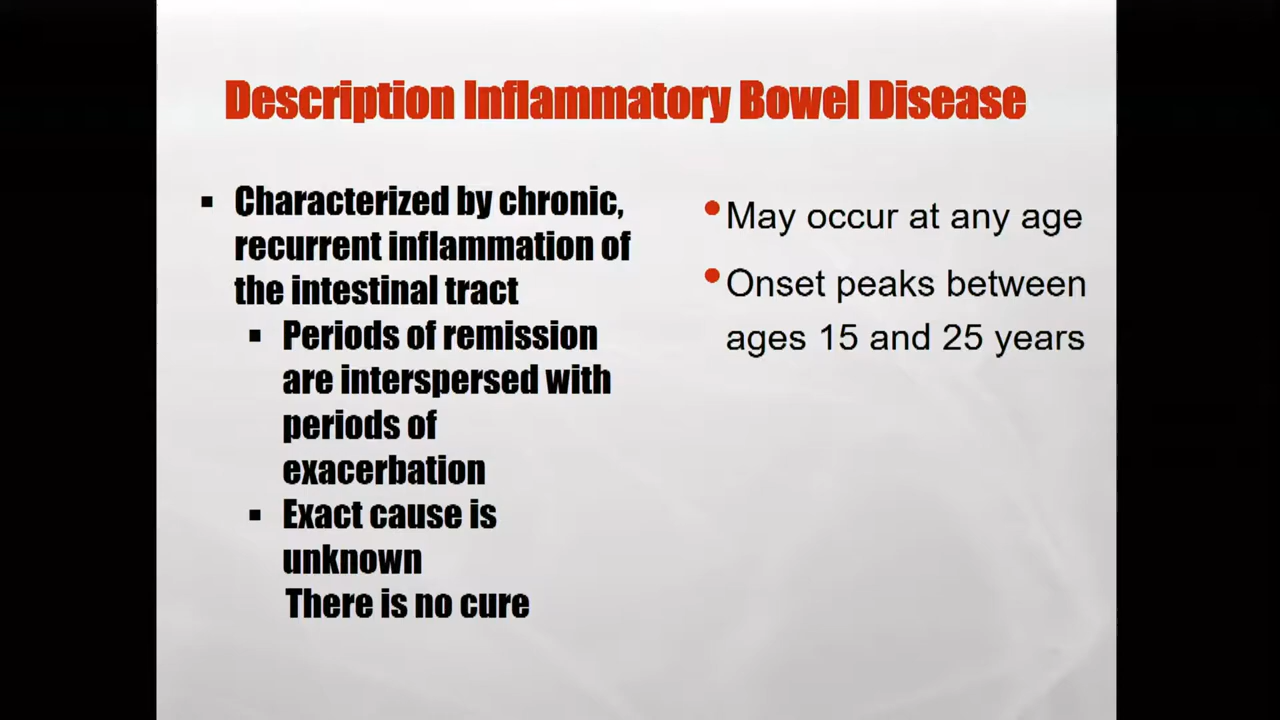 Description Inflammatory Bowel Disease
▪ Characterized by chronic,
recurrent inflammation of
the intestinal tract
▪ Periods of remission
are interspersed with
periods of
exacerbation
▪ Exact cause is
unknown
There is no cure
• May occur at any age
• Onset peaks between
ages 15 and 25 years